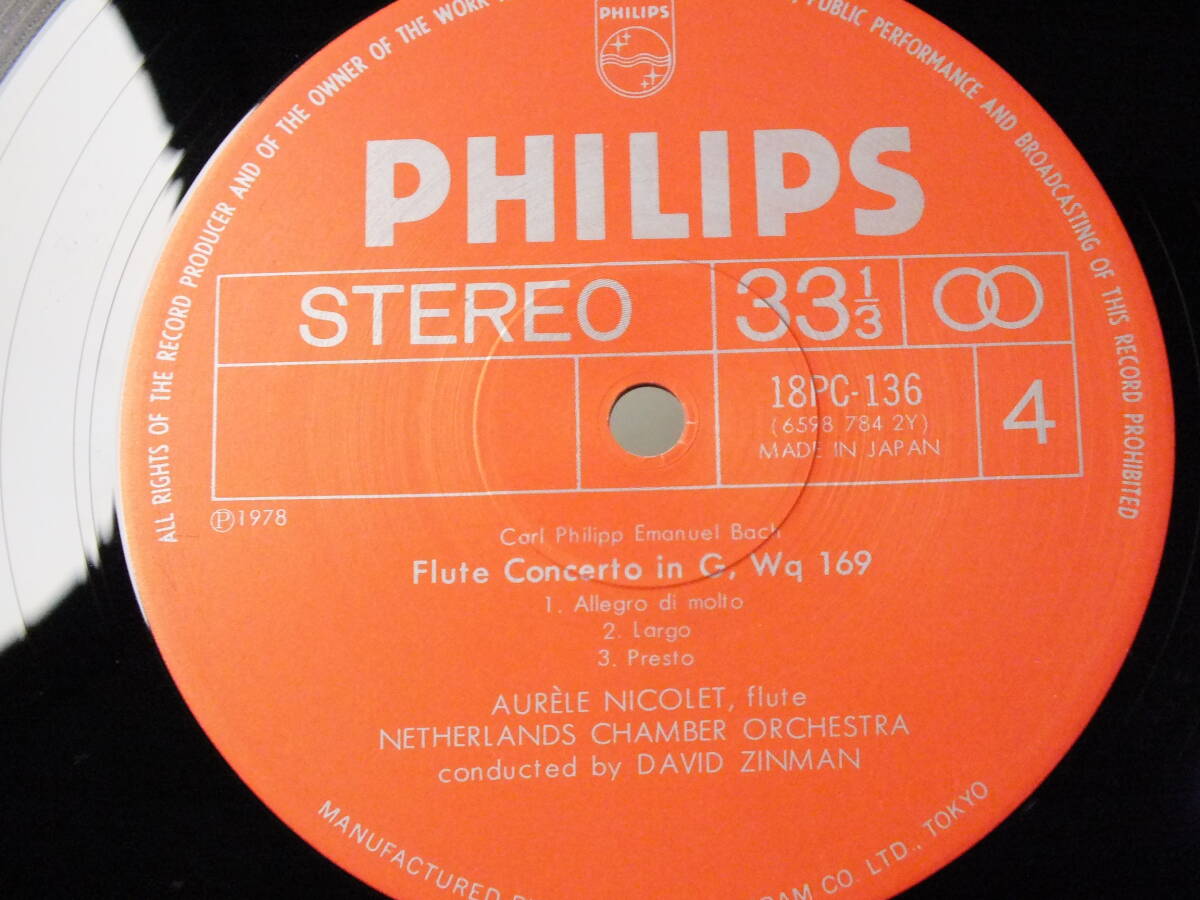 ALL RIGHTS OF THE RECORD PRODUCER AND OF THE OWNER OF THE WORK
PUBLIC PERFORMANCE AND BROADCASTING OF THIS RECORD PROHIBITED
PHILIPS
PHILIPS
STEREO
33 1/3
18PC-136
(6598 784 2Y)
MADE IN JAPAN
4
Ⓟ1978
Carl Philipp Emanuel Bach
Flute Concerto in G, Wq 169
1. Allegro di molto
2. Largo
3. Presto
AURÈLE NICOLET, flute
NETHERLANDS CHAMBER ORCHESTRA
conducted by DAVID ZINMAN
MANUFACTURED CO. LTD., TOKYO